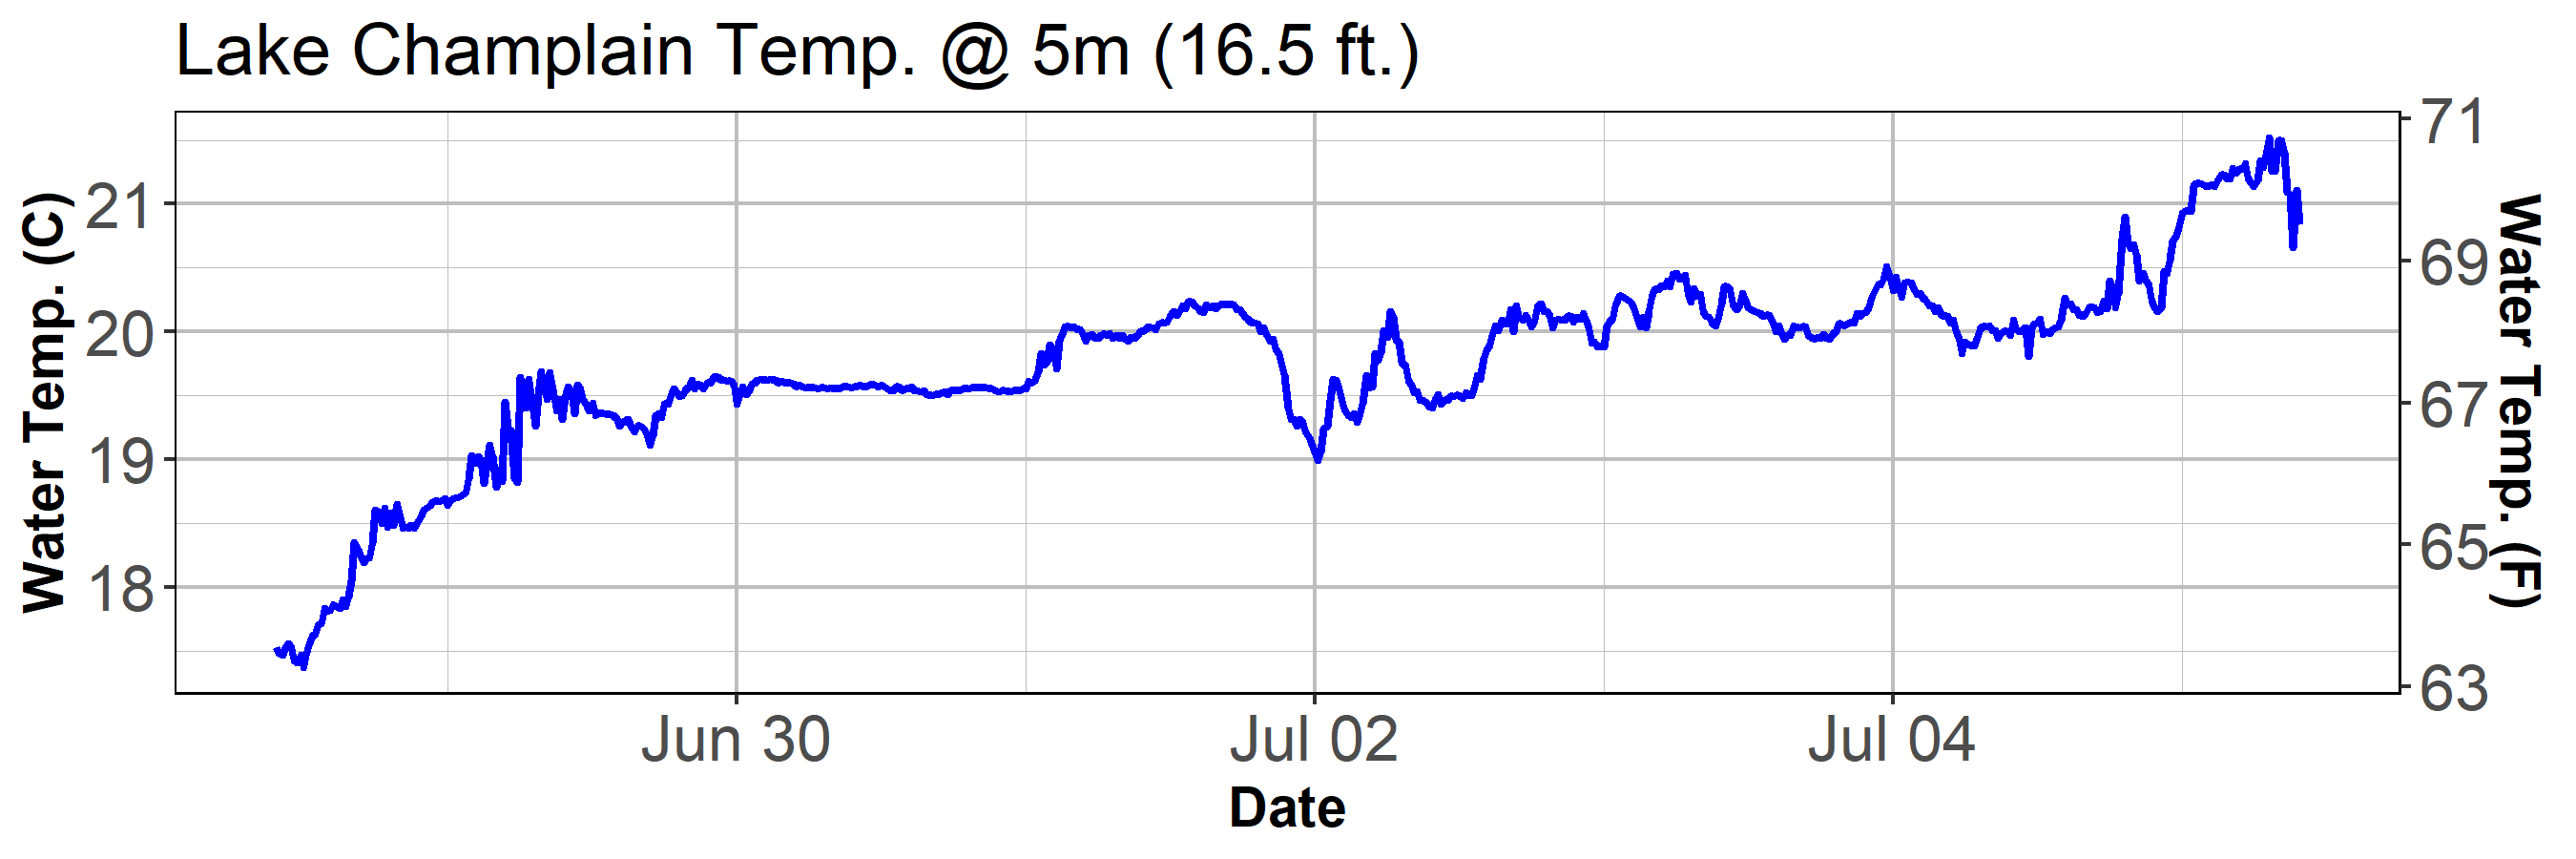 Lake Champlain Temp. @ 5m (16.5 ft.)
Water Temp. (C)
21
20
19
18
71
69
67
65
63
Water Temp. (F)
Jun 30 Jul 02 Jul 04
Date